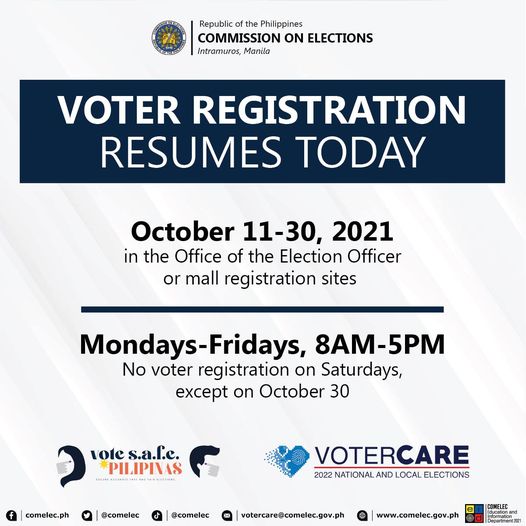 Republic of the Philippines
COMMISSION ON ELECTIONS
Intramuros, Manila
VOTER REGISTRATION
RESUMES TODAY
October 11-30, 2021
in the Office of the Election Officer
or mall registration sites
Mondays-Fridays, 8AM-5PM
No voter registration on Saturdays,
except on October 30
vote s.a.f.e.
PILIPINAS
VOTERCARE
2022 NATIONAL AND LOCAL ELECTIONS
comelec.ph
@comelec
@comelec
votercare@comelec.gov.ph
www.comelec.gov.ph
COMELEC
Education and
Information
Department 2021